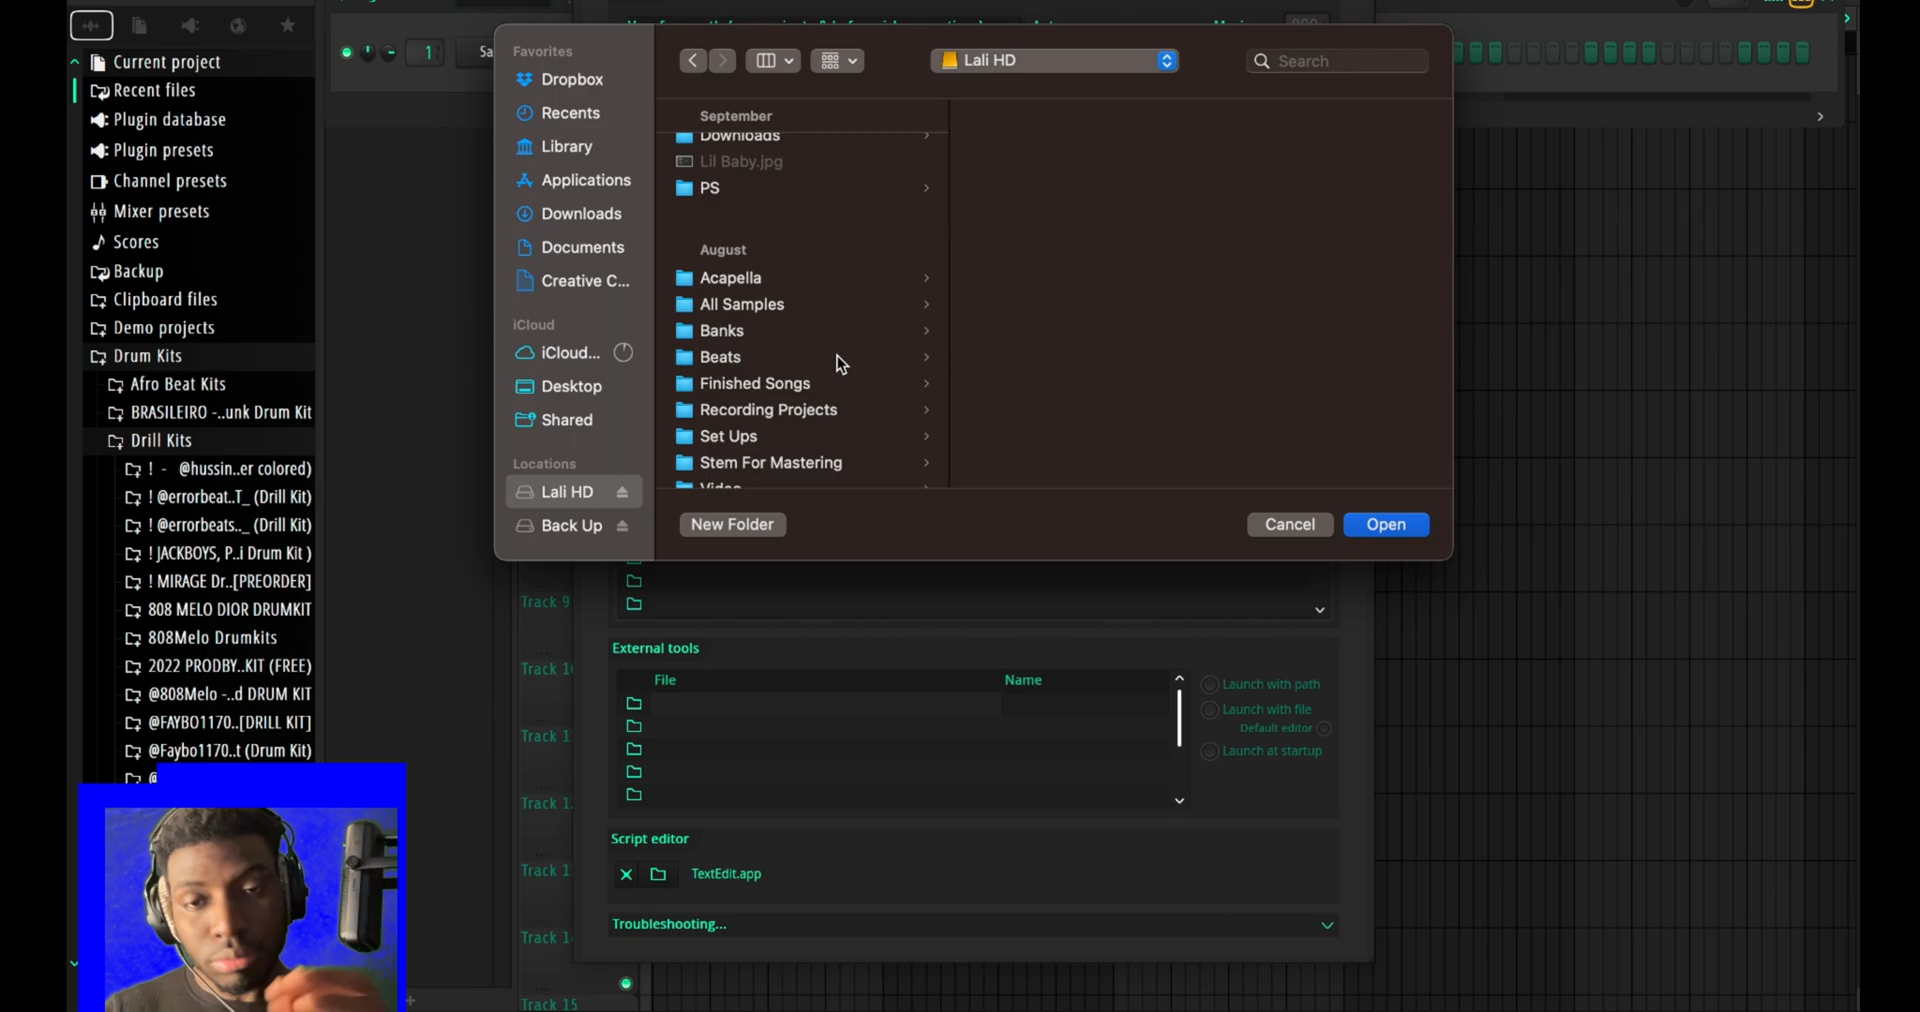 Current project
Recent files
Plugin database
Plugin presets
Channel presets
Mixer presets
Scores
Backup
Clipboard files
Demo projects
Drum Kits
Afro Beat Kits
BRASILEIRO -..unk Drum Kit
Drill Kits
! - @hussin..er colored)
! @errorbeat..T_ (Drill Kit)
! @errorbeats.._ (Drill Kit)
! JACKBOYS, P..i Drum Kit )
! MIRAGE Dr..[PREORDER]
808 MELO DIOR DRUMKIT
808Melo Drumkits
2022 PRODBY..KIT (FREE)
@808Melo -..d DRUM KIT
@FAYBO1170..[DRILL KIT]
@Faybo1170..t (Drum Kit)
1
Sa
Favorites
Dropbox
Recents
Library
Applications
Downloads
Documents
Creative C...
iCloud
iCloud...
Desktop
Shared
Locations
Lali HD
Back Up
Lali HD
Search
September
Downloads
Lil Baby.jpg
PS
August
Acapella
All Samples
Banks
Beats
Finished Songs
Recording Projects
Set Ups
Stem For Mastering
Video
New Folder
Cancel
Open
Track 9
External tools
File
Name
Launch with path
Launch with file
Default editor
Launch at startup
Script editor
TextEdit.app
Troubleshooting...
Track 15